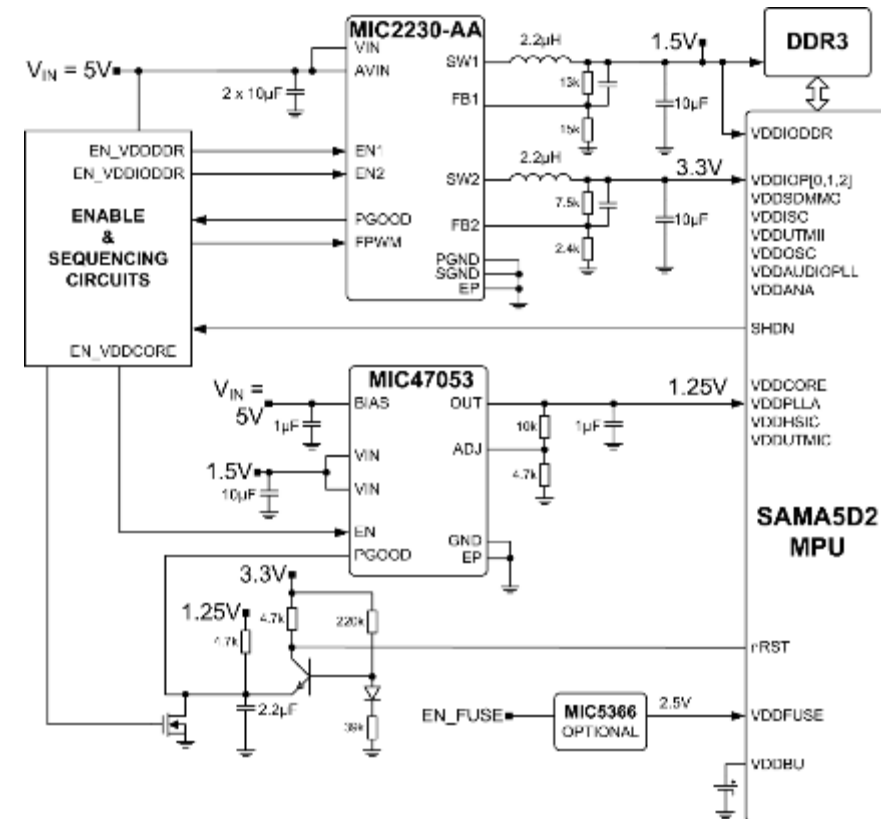 MIC2230-AA
VIN
AVIN
SW1
FB1
EN1
EN2
SW2
PGOOD
FPWM
FB2
PGND
SGND
EP
V_IN = 5V
2 x 10µF
2.2µH
1.5V
13k
15k
10µF
DDR3
2.2µH
3.3V
7.5k
2.4k
10µF
EN_VDDDDR
EN_VDDIODDR
ENABLE
&
SEQUENCING
CIRCUITS
EN_VDDCORE
VDDIODDR
VDDIOP[0,1,2]
VDDSDMMC
VDDISC
VDDUTMII
VDDOSC
VDDAUDIOPLL
VDDANA
SHDN
VDDCORE
VDDPLLA
VDDHSIC
VDDUTMIC
SAMA5D2
MPU
rRST
VDDFUSE
VDDBU
MIC47053
BIAS
OUT
ADJ
VIN
VIN
EN
PGOOD
GND
EP
V_IN =
5V
1µF
1.5V
10µF
10k
4.7k
1µF
1.25V
3.3V
1.25V
4.7k
4.7k
220k
2.2µF
39k
EN_FUSE
MIC5366
OPTIONAL
2.5V